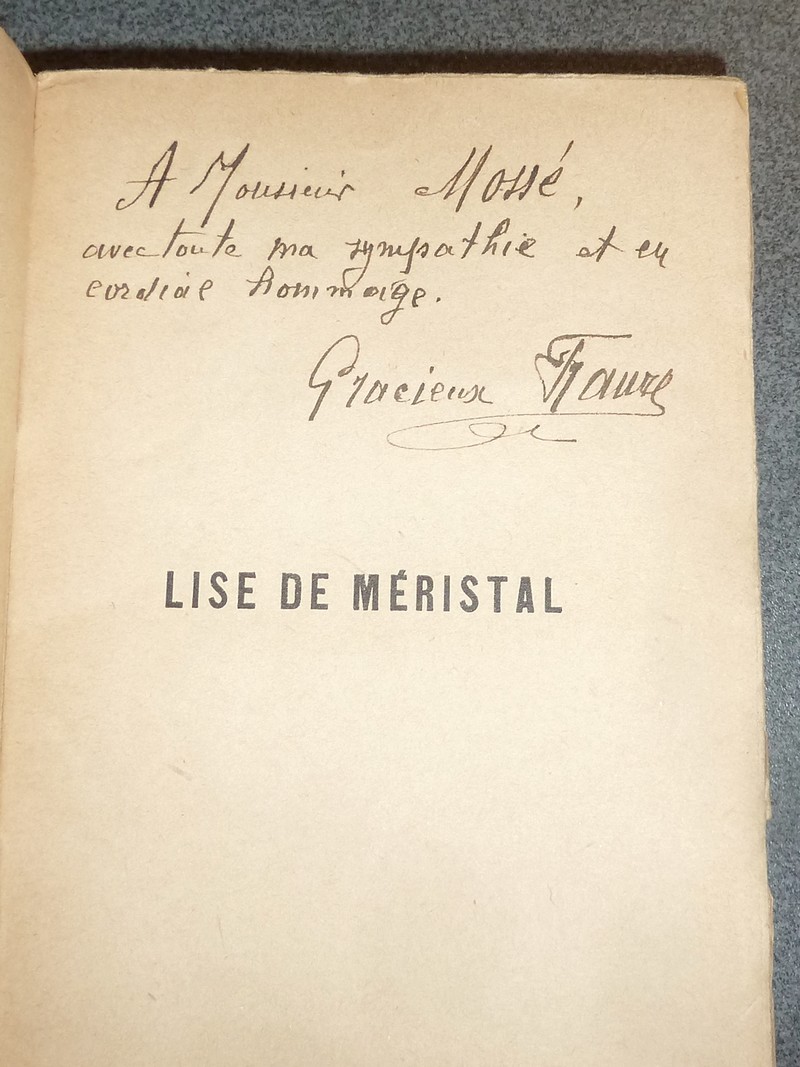 A Monsieur Mossé,
avec toute ma sympathie et en
cordial hommage.
Gracieux Faure
LISE DE MÉRISTAL